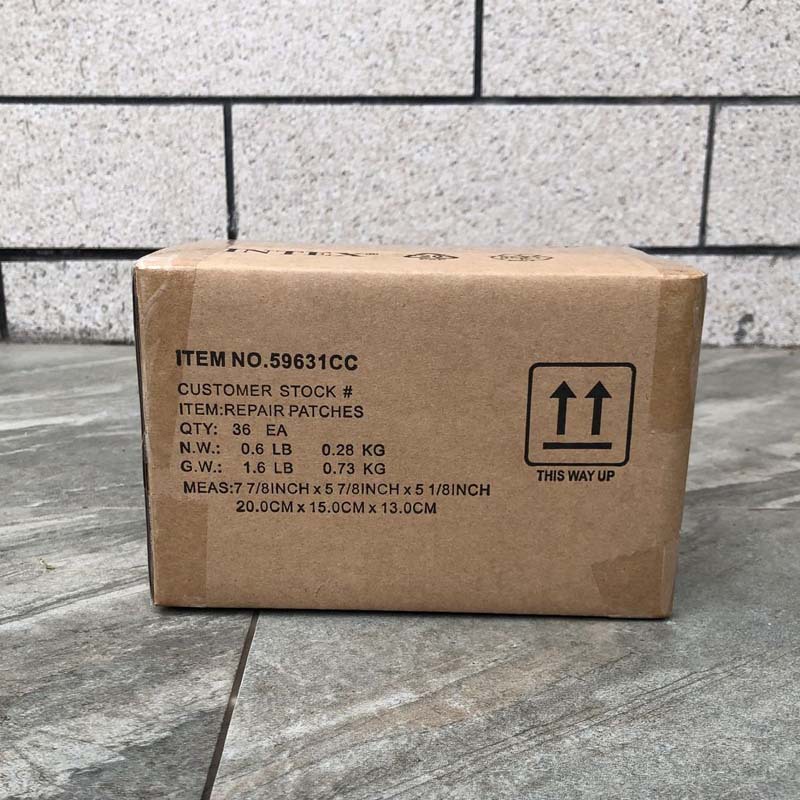 INTEX®
ITEM NO.59631CC
CUSTOMER STOCK #
ITEM:REPAIR PATCHES
QTY: 36 EA
N.W.: 0.6 LB 0.28 KG
G.W.: 1.6 LB 0.73 KG
MEAS:7 7/8INCH x 5 7/8INCH x 5 1/8INCH
20.0CM x 15.0CM x 13.0CM
THIS WAY UP